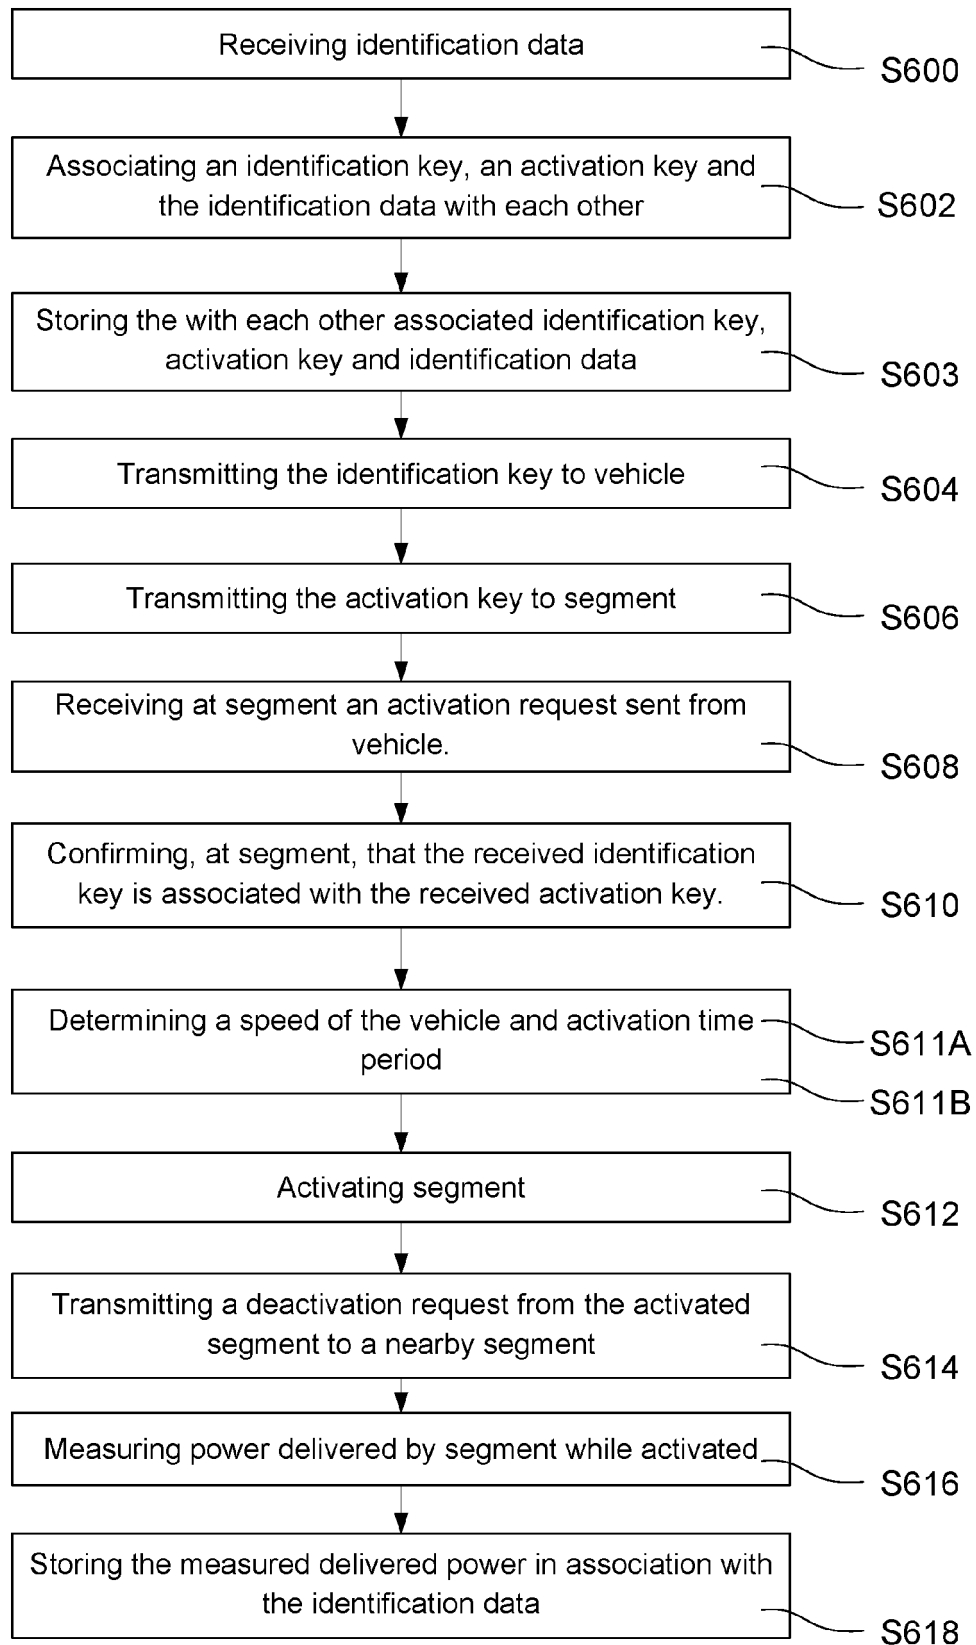 Receiving identification data
S600
Associating an identification key, an activation key and
the identification data with each other
S602
Storing the with each other associated identification key,
activation key and identification data
S603
Transmitting the identification key to vehicle
S604
Transmitting the activation key to segment
S606
Receiving at segment an activation request sent from
vehicle.
S608
Confirming, at segment, that the received identification
key is associated with the received activation key.
S610
Determining a speed of the vehicle and activation time
period
S611A
S611B
Activating segment
S612
Transmitting a deactivation request from the activated
segment to a nearby segment
S614
Measuring power delivered by segment while activated
S616
Storing the measured delivered power in association with
the identification data
S618